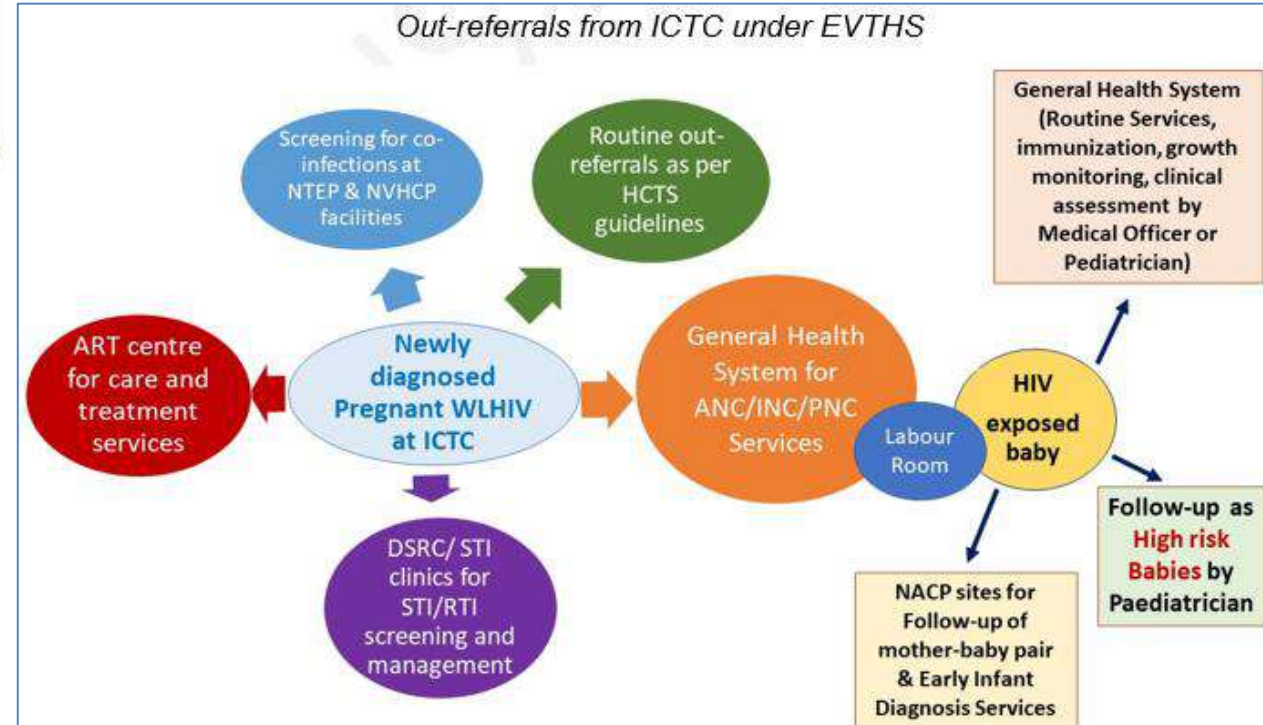 Out-referrals from ICTC under EVTHS
Screening for co-
infections at
NTEP & NVHCP
facilities
Routine out-
referrals as per
HCTS
guidelines
General Health System
(Routine Services,
immunization, growth
monitoring, clinical
assessment by
Medical Officer or
Pediatrician)
ART centre
for care and
treatment
services
Newly
diagnosed
Pregnant WLHIV
at ICTC
General Health
System for
ANC/INC/PNC
Services
Labour
Room
HIV
exposed
baby
DSRC/ STI
clinics for
STI/RTI
screening and
management
NACP sites for
Follow-up of
mother-baby pair
& Early Infant
Diagnosis Services
Follow-up as
High risk
Babies by
Paediatrician